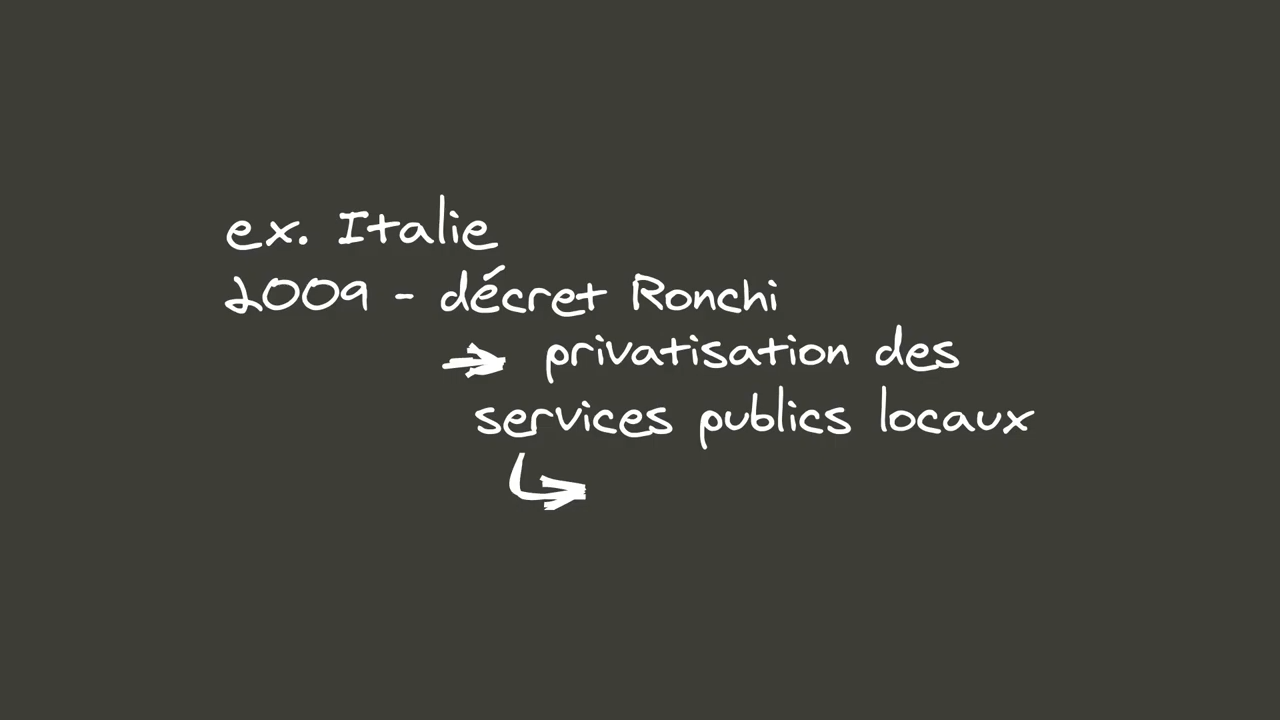 ex. Italie
2009 - décret Ronchi
→ privatisation des
services publics locaux
↳